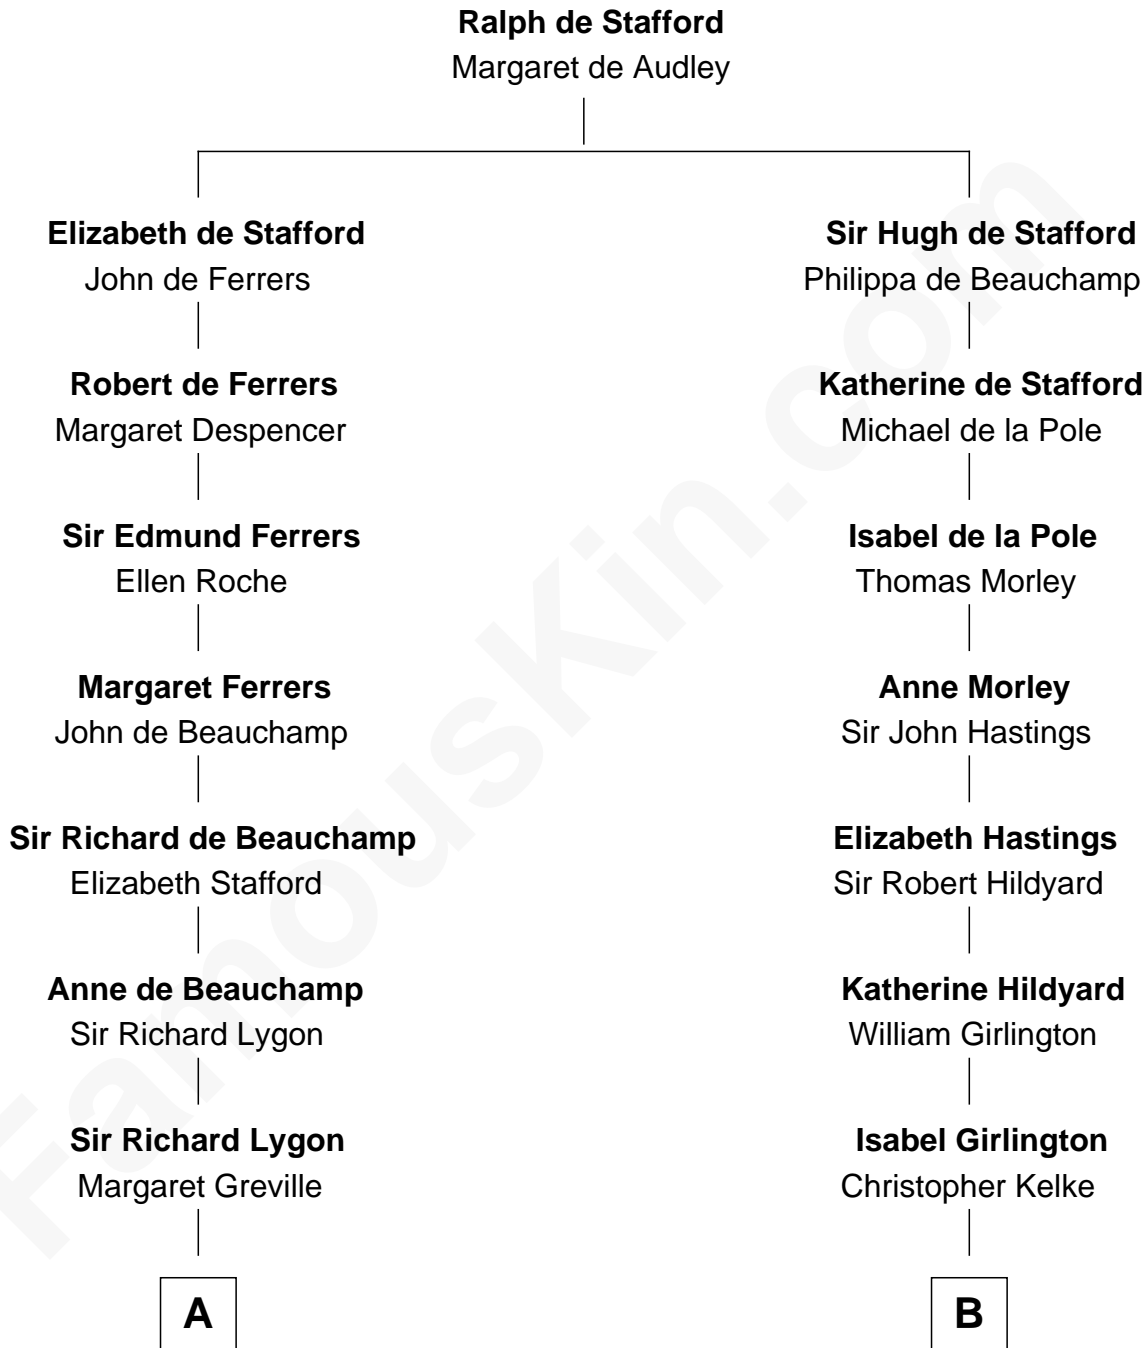 Ralph de Stafford
Margaret de Audley
Elizabeth de Stafford
John de Ferrers
Robert de Ferrers
Margaret Despencer
Sir Edmund Ferrers
Ellen Roche
Margaret Ferrers
John de Beauchamp
Sir Richard de Beauchamp
Elizabeth Stafford
Anne de Beauchamp
Sir Richard Lygon
Sir Richard Lygon
Margaret Greville
A
Sir Hugh de Stafford
Philippa de Beauchamp
Katherine de Stafford
Michael de la Pole
Isabel de la Pole
Thomas Morley
Anne Morley
Sir John Hastings
Elizabeth Hastings
Sir Robert Hildyard
Katherine Hildyard
William Girlington
Isabel Girlington
Christopher Kelke
B
FamousKin.com